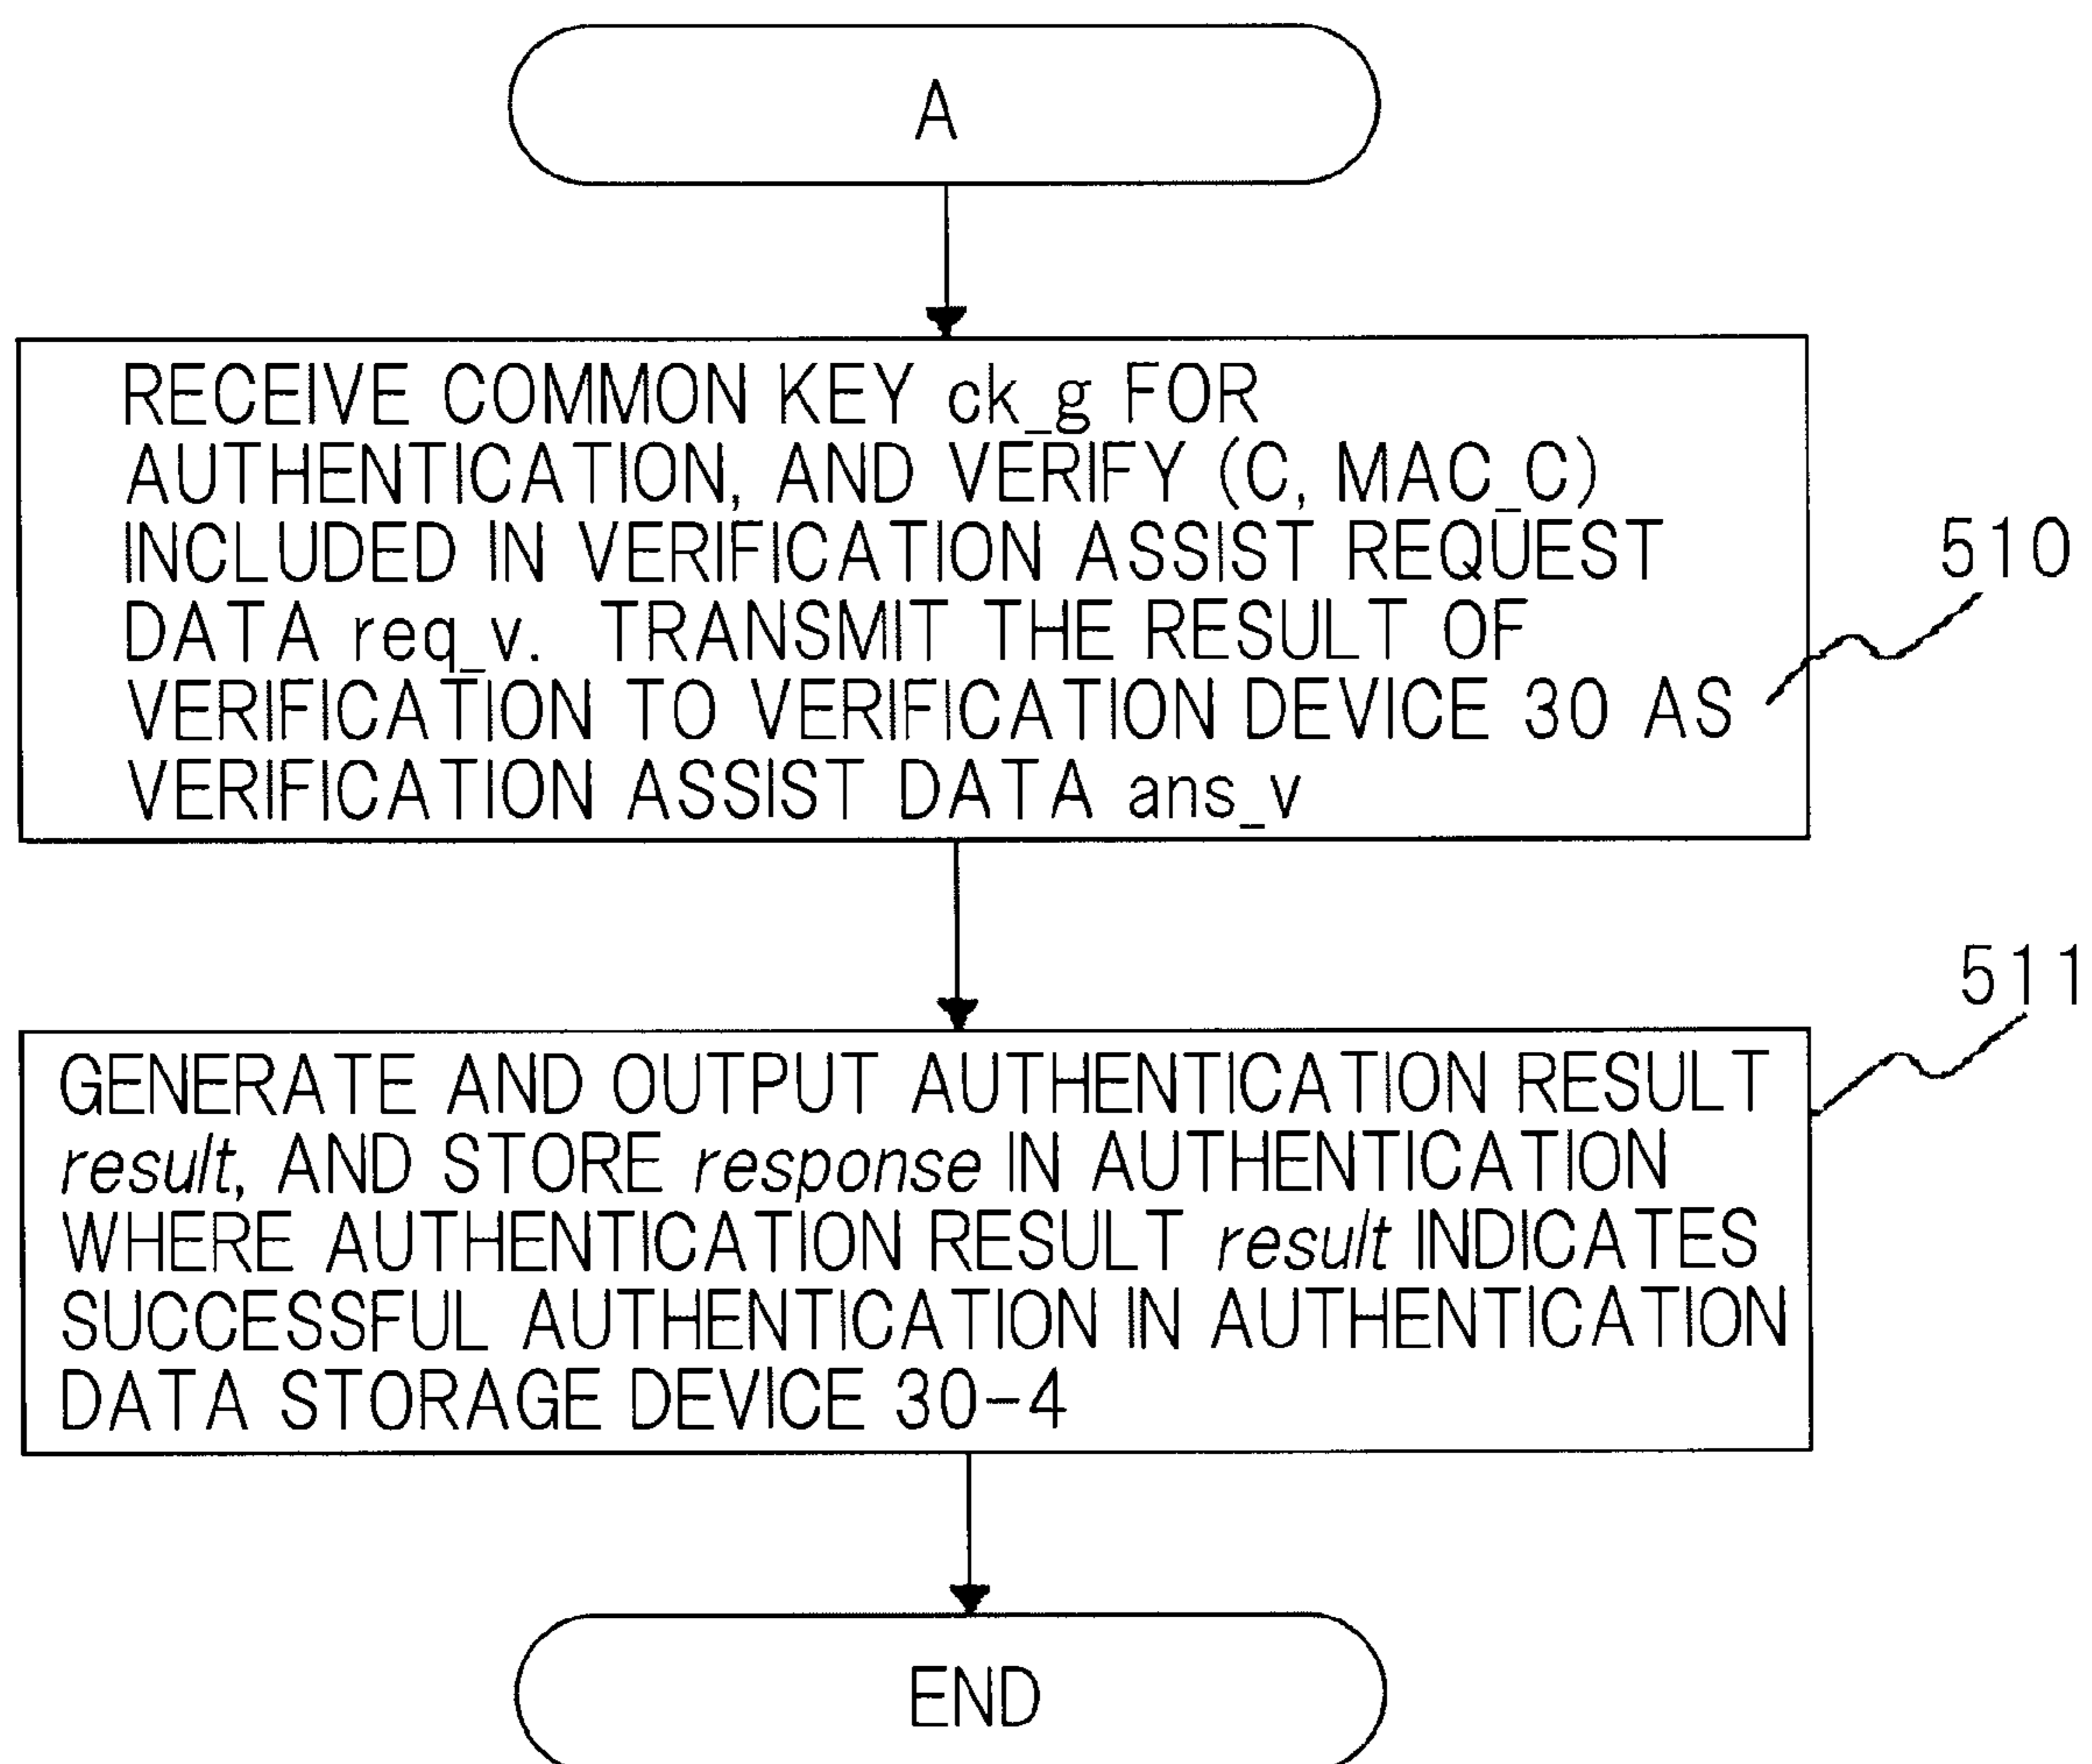 A
RECEIVE COMMON KEY ck_g FOR
AUTHENTICATION, AND VERIFY (C, MAC_C)
INCLUDED IN VERIFICATION ASSIST REQUEST
DATA req_v. TRANSMIT THE RESULT OF
VERIFICATION TO VERIFICATION DEVICE 30 AS
VERIFICATION ASSIST DATA ans_v
510
511
GENERATE AND OUTPUT AUTHENTICATION RESULT
result, AND STORE response IN AUTHENTICATION
WHERE AUTHENTICATION RESULT result INDICATES
SUCCESSFUL AUTHENTICATION IN AUTHENTICATION
DATA STORAGE DEVICE 30-4
END